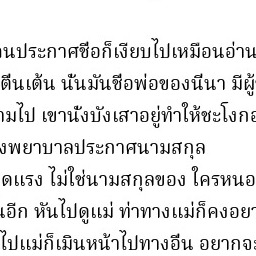 นประกาศชื่อก็เงียบไปเหมือนอ่าน
ตื่นเต้น นั่นมันชื่อพ่อของนีนา มีผู้
ามไป เขานั่งบังเสาอยู่ทำให้ชะโงก
งพยาบาลประกาศนามสกุล
ดแรง ไม่ใช่นามสกุลของ ใครหนอ
นอีก หันไปดูแม่ ท่าทางแม่ก็คงอย
ไปแม่ก็เมินหน้าไปทางอื่น อยากจะ